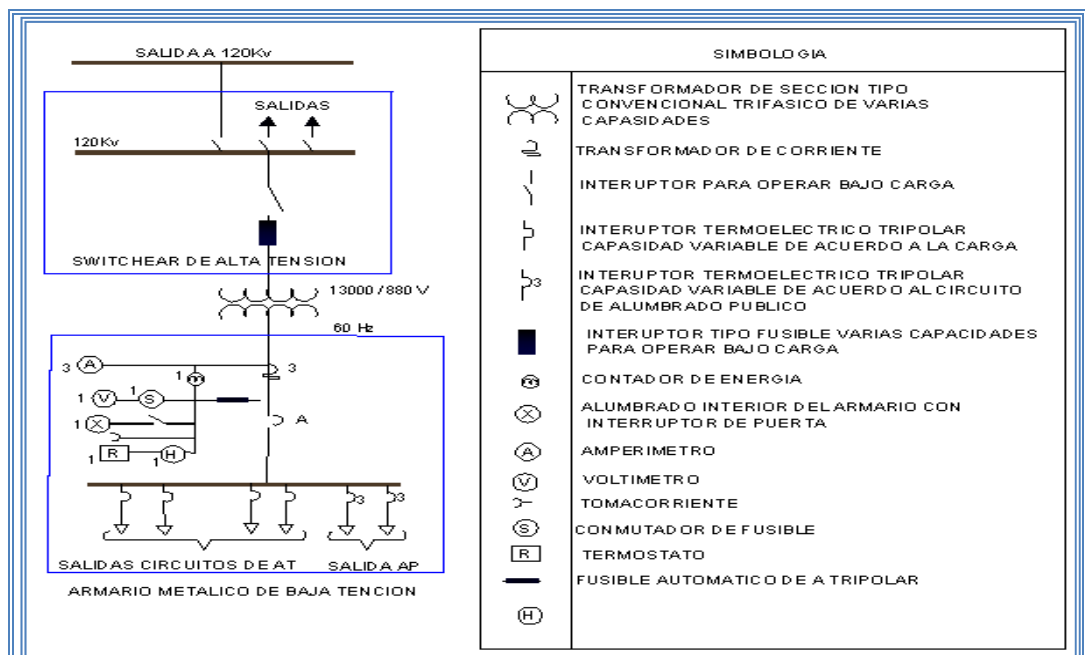 SALIDA A 120Kv
SALIDAS
120Kv
SWITCHEAR DE ALTA TENSION
13000 / 880 V
60 Hz
3 A
1
3
1 V
1 S
A
1 X
1 R
1 H
3
3
SALIDAS CIRCUITOS DE AT
SALIDA AP
ARMARIO METALICO DE BAJA TENCION
SIMBOLOGIA
TRANSFORMADOR DE SECCION TIPO
CONVENCIONAL TRIFASICO DE VARIAS
CAPASIDADES
TRANSFORMADOR DE CORRIENTE
INTERUPTOR PARA OPERAR BAJO CARGA
INTERUPTOR TERMOELECTRICO TRIPOLAR
CAPASIDAD VARIABLE DE ACUERDO A LA CARGA
3
INTERUPTOR TERMOELECTRICO TRIPOLAR
CAPASIDAD VARIABLE DE ACUERDO AL CIRCUITO
DE ALUMBRADO PUBLICO
INTERUPTOR TIPO FUSIBLE VARIAS CAPACIDADES
PARA OPERAR BAJO CARGA
CONTADOR DE ENERGIA
X
ALUMBRADO INTERIOR DEL ARMARIO CON
INTERRUPTOR DE PUERTA
A AMPERIMETRO
V VOLTIMETRO
TOMACORRIENTE
S CONMUTADOR DE FUSIBLE
R TERMOSTATO
FUSIBLE AUTOMATICO DE A TRIPOLAR
H